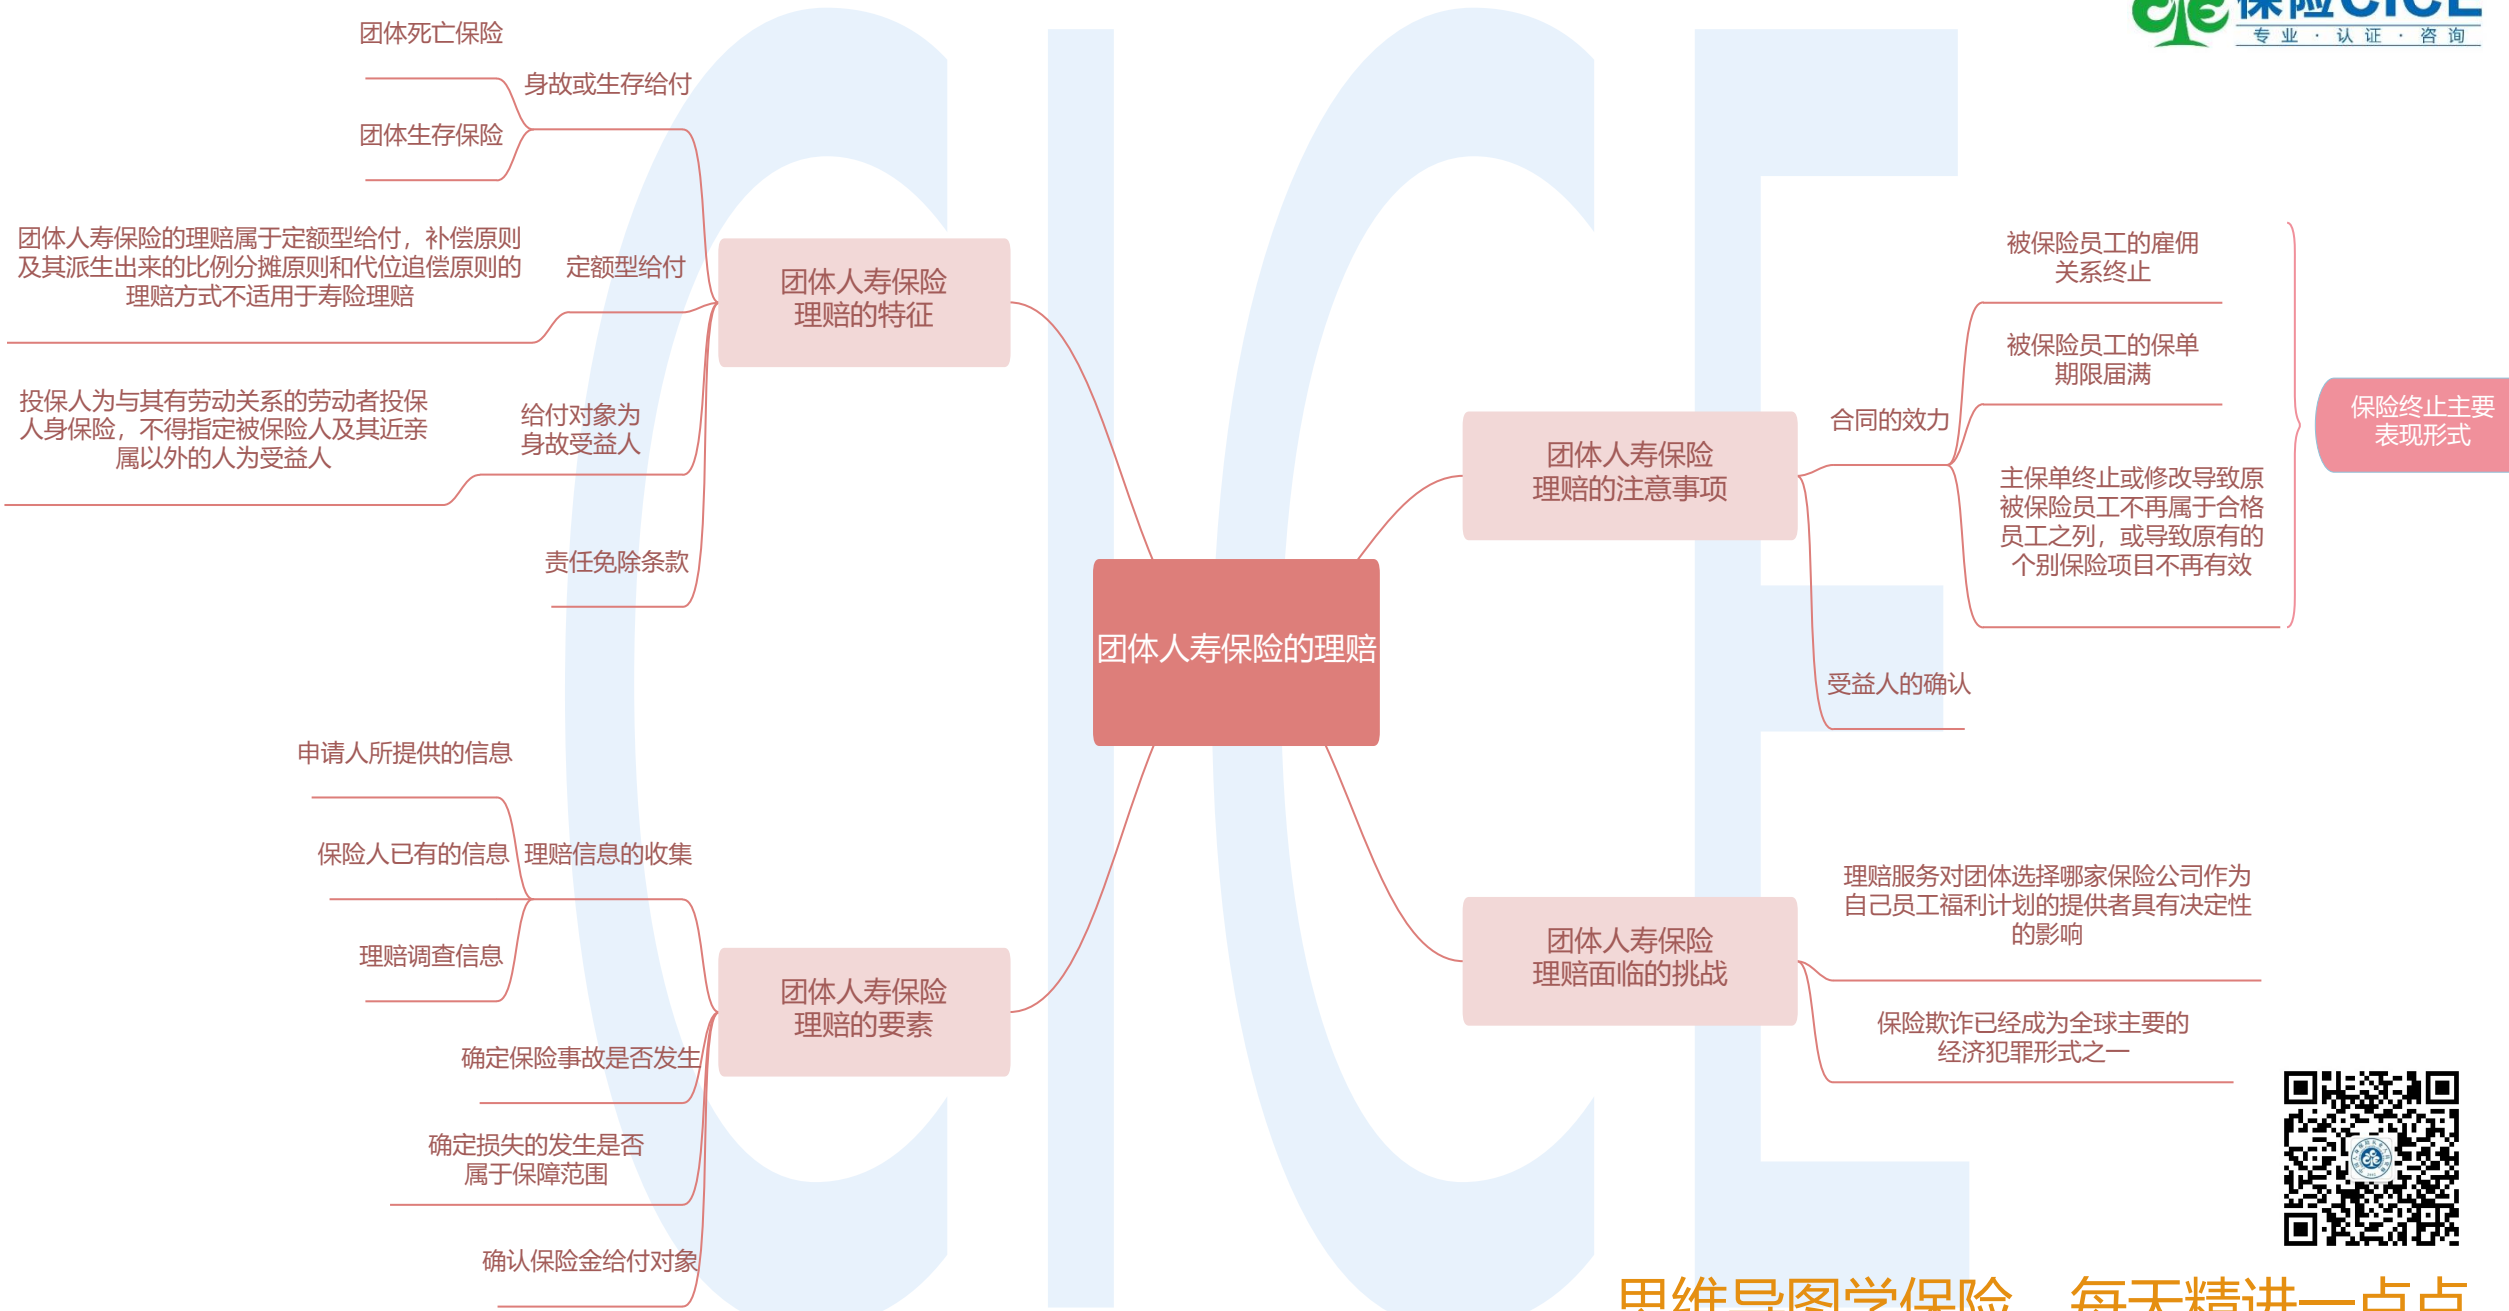 保险CICE
专业·认证·咨询
团体人寿保险的理赔
团体人寿保险
理赔的特征
身故或生存给付
团体死亡保险
团体生存保险
定额型给付
团体人寿保险的理赔属于定额型给付，补偿原则
及其派生出来的比例分摊原则和代位追偿原则的
理赔方式不适用于寿险理赔
给付对象为
身故受益人
投保人为与其有劳动关系的劳动者投保
人身保险，不得指定被保险人及其近亲
属以外的人为受益人
责任免除条款
团体人寿保险
理赔的要素
理赔信息的收集
申请人所提供的信息
保险人已有的信息
理赔调查信息
确定保险事故是否发生
确定损失的发生是否
属于保障范围
确认保险金给付对象
团体人寿保险
理赔的注意事项
合同的效力
被保险员工的雇佣
关系终止
被保险员工的保单
期限届满
主保单终止或修改导致原
被保险员工不再属于合格
员工之列，或导致原有的
个别保险项目不再有效
保险终止主要
表现形式
受益人的确认
团体人寿保险
理赔面临的挑战
理赔服务对团体选择哪家保险公司作为
自己员工福利计划的提供者具有决定性
的影响
保险欺诈已经成为全球主要的
经济犯罪形式之一
思维导图学保险 每天精进一点点
CICE